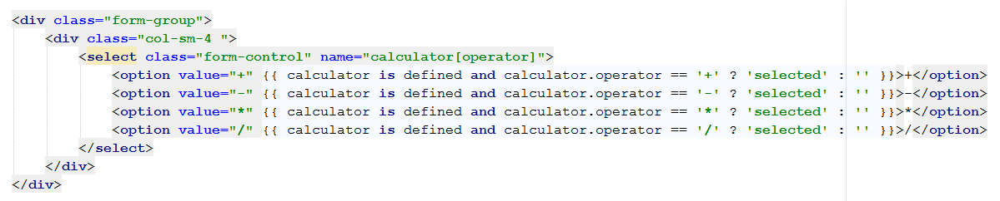 <div class="form-group">
    <div class="col-sm-4 ">
        <select class="form-control" name="calculator[operator]">
            <option value="+" {{ calculator is defined and calculator.operator == '+' ? 'selected' : '' }}>+</option>
            <option value="-" {{ calculator is defined and calculator.operator == '-' ? 'selected' : '' }}>-</option>
            <option value="*" {{ calculator is defined and calculator.operator == '*' ? 'selected' : '' }}>*</option>
            <option value="/" {{ calculator is defined and calculator.operator == '/' ? 'selected' : '' }}>/</option>
        </select>
    </div>
</div>